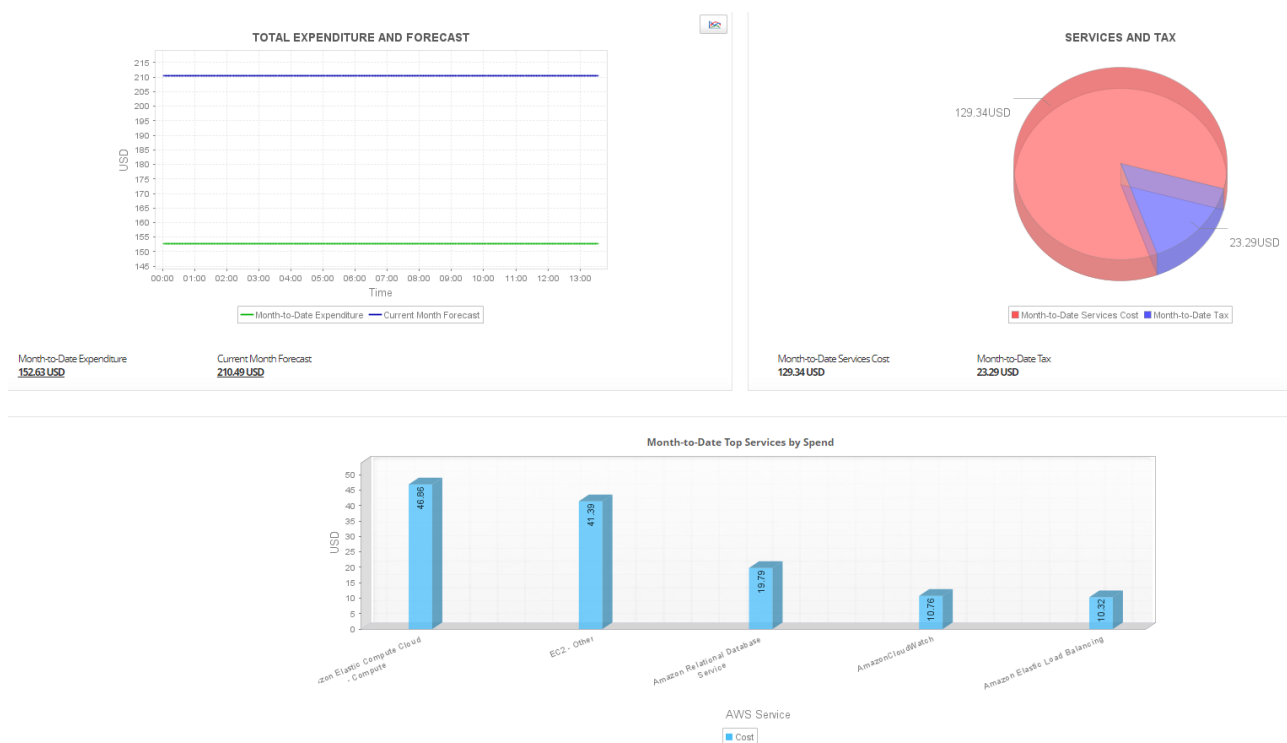 TOTAL EXPENDITURE AND FORECAST
215
210
205
200
195
190
185
180
175
170
165
160
155
150
145
USD
00:00 01:00 02:00 03:00 04:00 05:00 06:00 07:00 08:00 09:00 10:00 11:00 12:00 13:00
Time
Month-to-Date Expenditure Current Month Forecast
Month-to-Date Expenditure
152.63 USD
Current Month Forecast
210.49 USD
SERVICES AND TAX
129.34USD
23.29USD
Month-to-Date Services Cost Month-to-Date Tax
Month-to-Date Services Cost
129.34 USD
Month-to-Date Tax
23.29 USD
Month-to-Date Top Services by Spend
50
45
40
35
30
25
20
15
10
5
0
USD
46.86
41.39
19.79
10.76
10.32
zon Elastic Compute Cloud
- Compute
EC2 - Other
Amazon Relational Database
Service
AmazonCloudWatch
Amazon Elastic Load Balancing
AWS Service
Cost